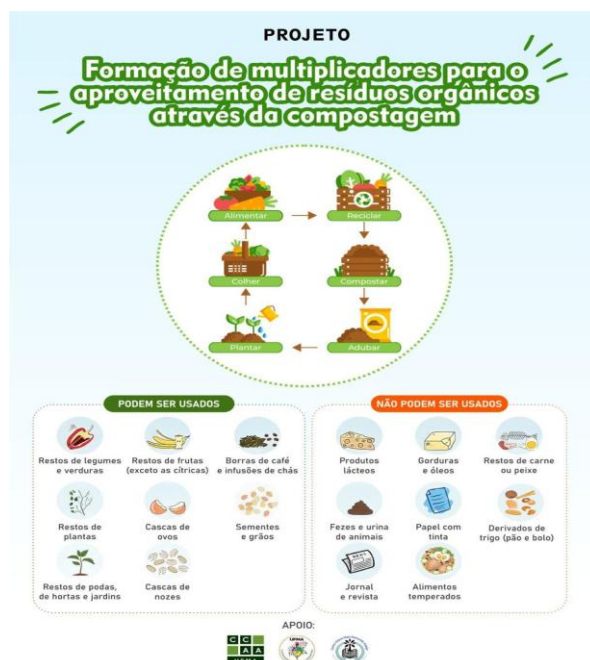 PROJETO
Formação de multiplicadores para o
aproveitamento de resíduos orgânicos
através da compostagem
Alimentar
Reciclar
Colher
Compostar
Plantar
Adubar
PODEM SER USADOS
Restos de legumes
e verduras
Restos de frutas
(exceto as cítricas)
Borras de café
e infusões de chás
Restos de
plantas
Cascas de
ovos
Sementes
e grãos
Restos de podas,
de hortas e jardins
Cascas de
nozes
NÃO PODEM SER USADOS
Produtos
lácteos
Gorduras
e óleos
Restos de carne
ou peixe
Fezes e urina
de animais
Papel com
tinta
Derivados de
trigo (pão e bolo)
Jornal
e revista
Alimentos
temperados
APOIO:
CC
AA